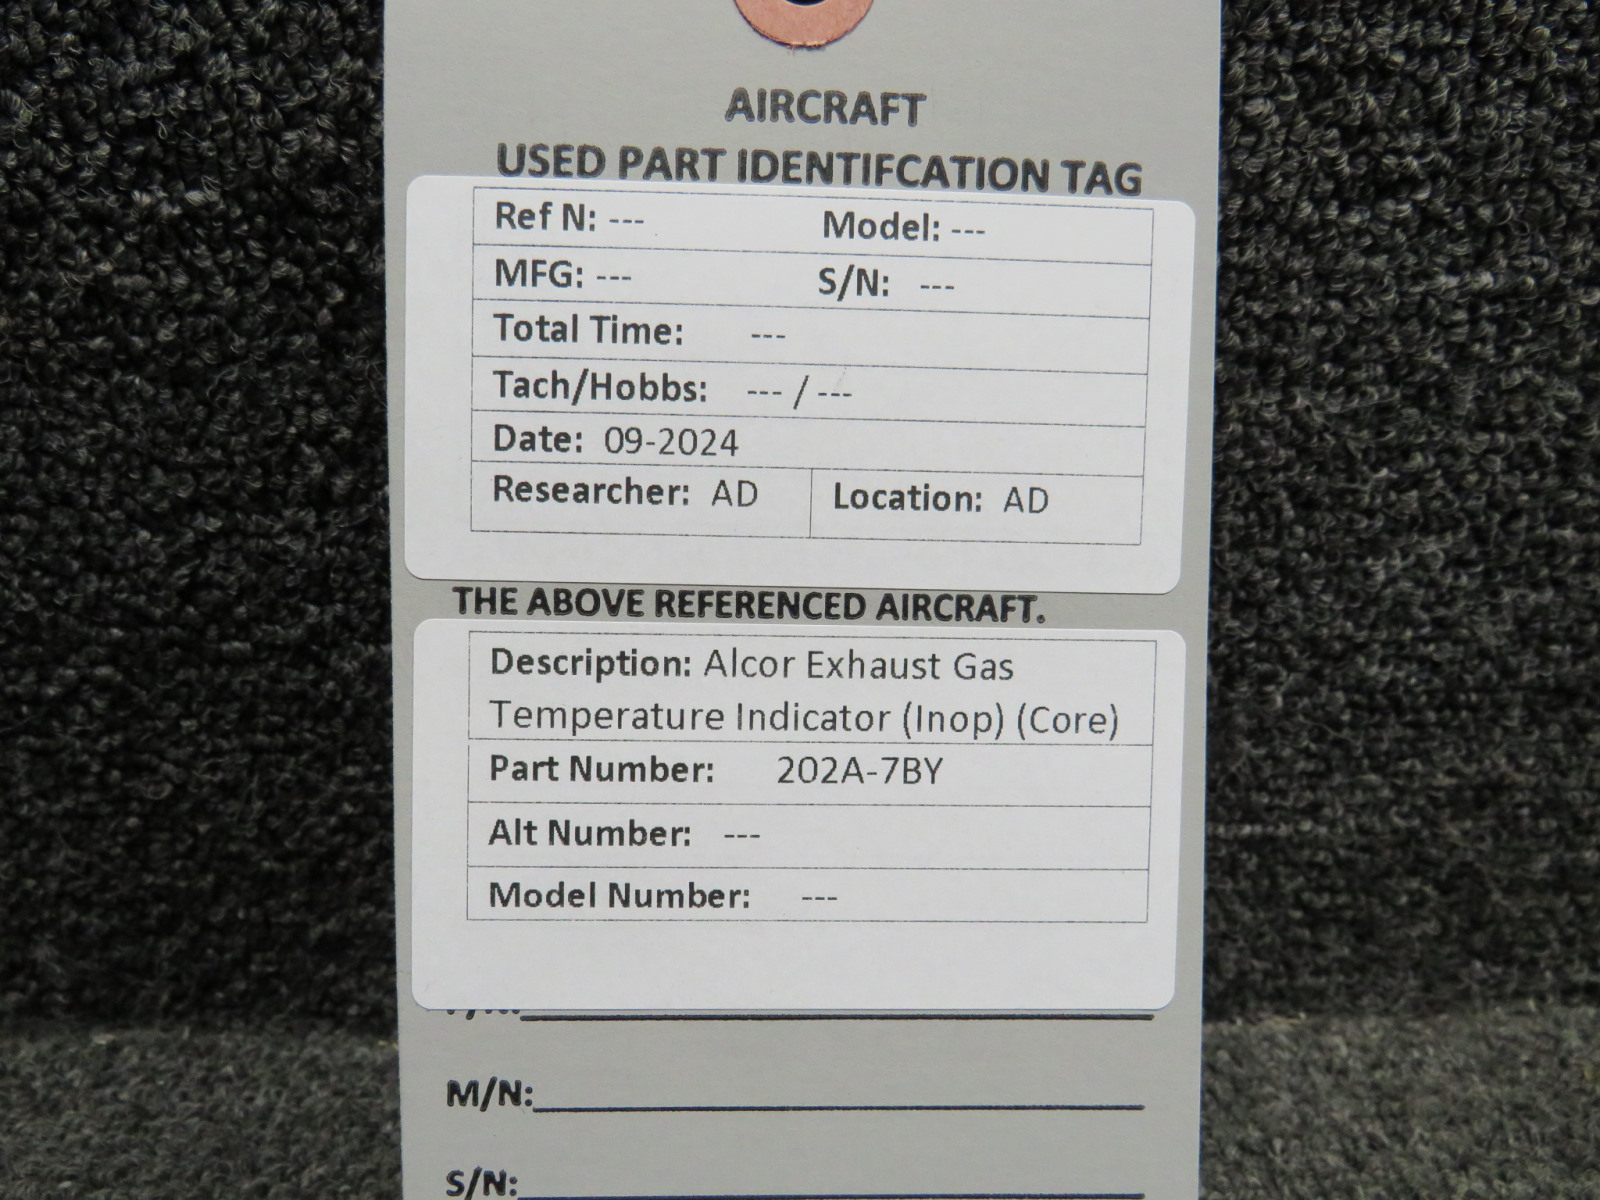 AIRCRAFT
USED PART IDENTIFCATION TAG
Ref N: --- Model: ---
MFG: --- S/N: ---
Total Time: ---
Tach/Hobbs: --- / ---
Date: 09-2024
Researcher: AD Location: AD
THE ABOVE REFERENCED AIRCRAFT.
Description: Alcor Exhaust Gas
Temperature Indicator (Inop) (Core)
Part Number: 202A-7BY
Alt Number: ---
Model Number: ---
M/N:
S/N: